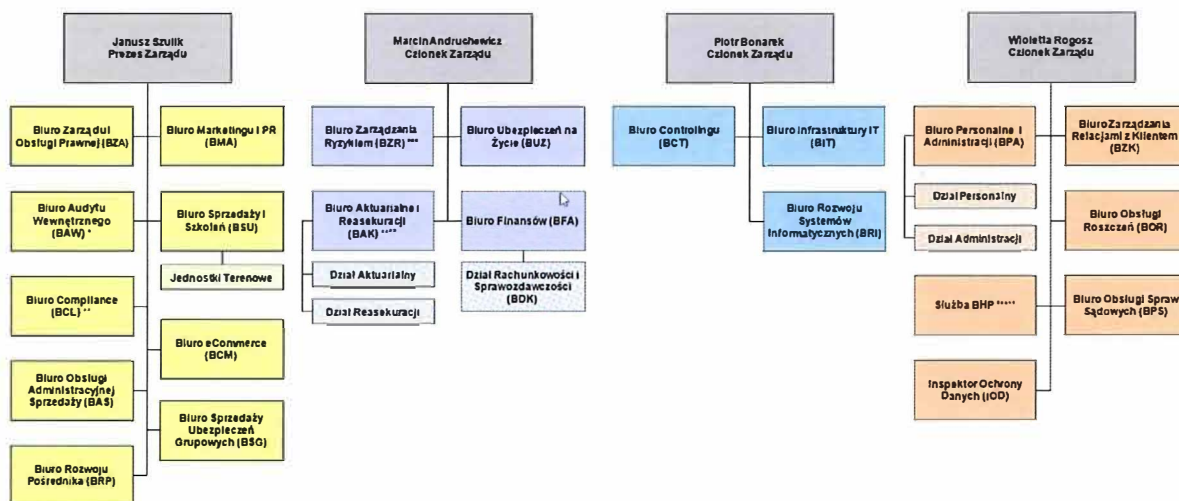 Janusz Szulik
Prezes Zarządu
Marcin Andruchewicz
Członek Zarządu
Piotr Bonarek
Członek Zarządu
Wioletta Rogosz
Członek Zarządu
Biuro Zarządu i
Obsługi Prawnej (BZA)
Biuro Marketingu i PR
(BMA)
Biuro Audytu
Wewnętrznego
(BAW) *
Biuro Sprzedaży i
Szkoleń (BSU)
Jednostki Terenowe
Biuro Compliance
(BCL) **
Biuro eCommerce
(BCM)
Biuro Obsługi
Administracyjnej
Sprzedaży (BAS)
Biuro Sprzedaży
Ubezpieczeń
Grupowych (BSG)
Biuro Rozwoju
Pośrednika (BRP)
Biuro Zarządzania
Ryzykiem (BZR) ***
Biuro Ubezpieczeń na
Życie (BUZ)
Biuro Aktuarialne i
Reasekuracji
(BAK) ****
Biuro Finansów (BFA)
Dział Aktuarialny
Dział Reasekuracji
Dział Rachunkowości i
Sprawozdawczości
(BDK)
Biuro Controlingu
(BCT)
Biuro Infrastruktury IT
(BIT)
Biuro Rozwoju
Systemów
Informatycznych (BRI)
Biuro Personalne i
Administracji (BPA)
Biuro Zarządzania
Relacjami z Klientem
(BZK)
Dział Personalny
Dział Administracji
Biuro Obsługi
Roszczeń (BOR)
Służba BHP *****
Biuro Obsługi Spraw
Sądowych (BPS)
Inspektor Ochrony
Danych (IOD)